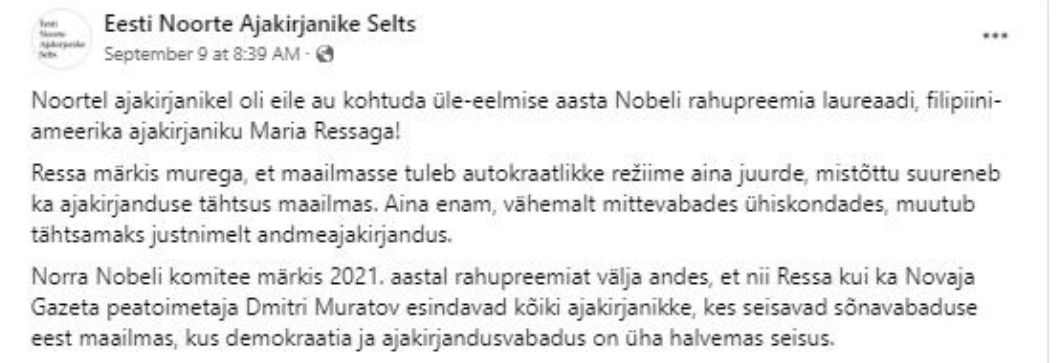 Eesti Noorte Ajakirjanike Selts
Eesti Noorte Ajakirjanike Selts
September 9 at 8:39 AM ·
Noortel ajakirjanikel oli eile au kohtuda üle-eelmise aasta Nobeli rahupreemia laureaadi, filipiini-
ameerika ajakirjaniku Maria Ressaga!
Ressa märkis murega, et maailmasse tuleb autokraatlikke režiime aina juurde, mistõttu suureneb
ka ajakirjanduse tähtsus maailmas. Aina enam, vähemalt mittevabades ühiskondades, muutub
tähtsamaks justnimelt andmeajakirjandus.
Norra Nobeli komitee märkis 2021. aastal rahupreemiat välja andes, et nii Ressa kui ka Novaja
Gazeta peatoimetaja Dmitri Muratov esindavad kõiki ajakirjanikke, kes seisavad sõnavabaduse
eest maailmas, kus demokraatia ja ajakirjandusvabadus on üha halvemas seisus.